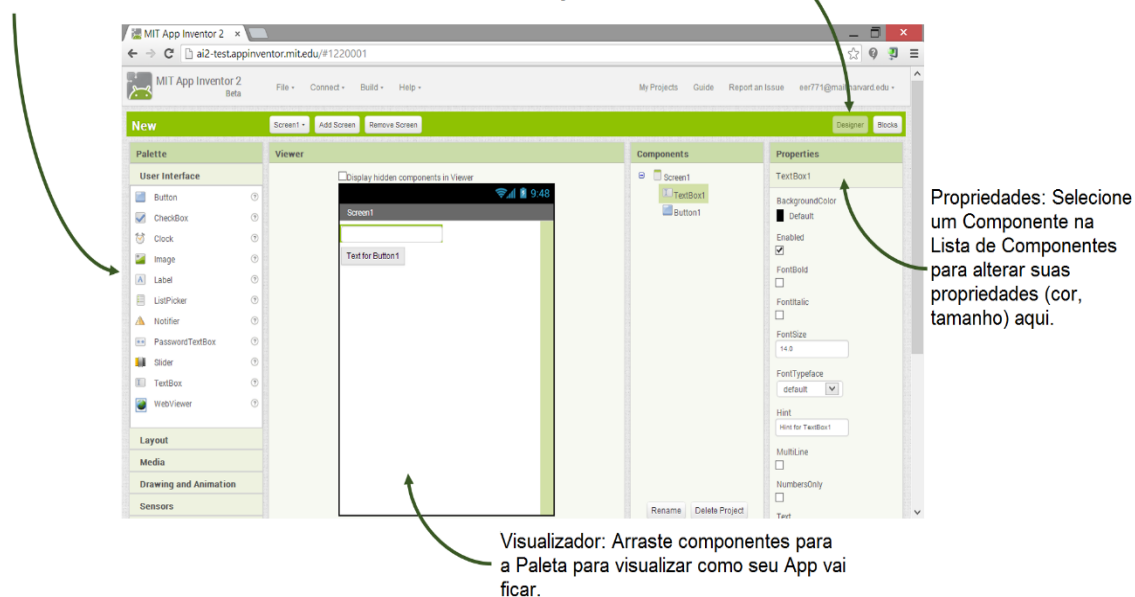 MIT App Inventor 2 ×
ai2-test.appinventor.mit.edu/#1220001
MIT App Inventor 2
Beta
File Connect Build Help
My Projects Guide Report an Issue
New
Screen1 Add Screen Remove Screen
Designer Blocks
Palette
User Interface
Button
CheckBox
Clock
Image
Label
ListPicker
Notifier
PasswordTextBox
Slider
TextBox
WebViewer
Layout
Media
Drawing and Animation
Sensors
Viewer
Display hidden components in Viewer
9:48
Screen1
Text for Button1
Components
Screen1
TextBox1
Button1
Rename Delete Project
Properties
TextBox1
BackgroundColor
Default
Enabled
FontBold
FontItalic
FontSize
14.0
FontTypeface
default
Hint
Hint for TextBox1
MultiLine
NumbersOnly
Text
Propriedades: Selecione
um Componente na
Lista de Componentes
para alterar suas
propriedades (cor,
tamanho) aqui.
Visualizador: Arraste componentes para
a Paleta para visualizar como seu App vai
ficar.